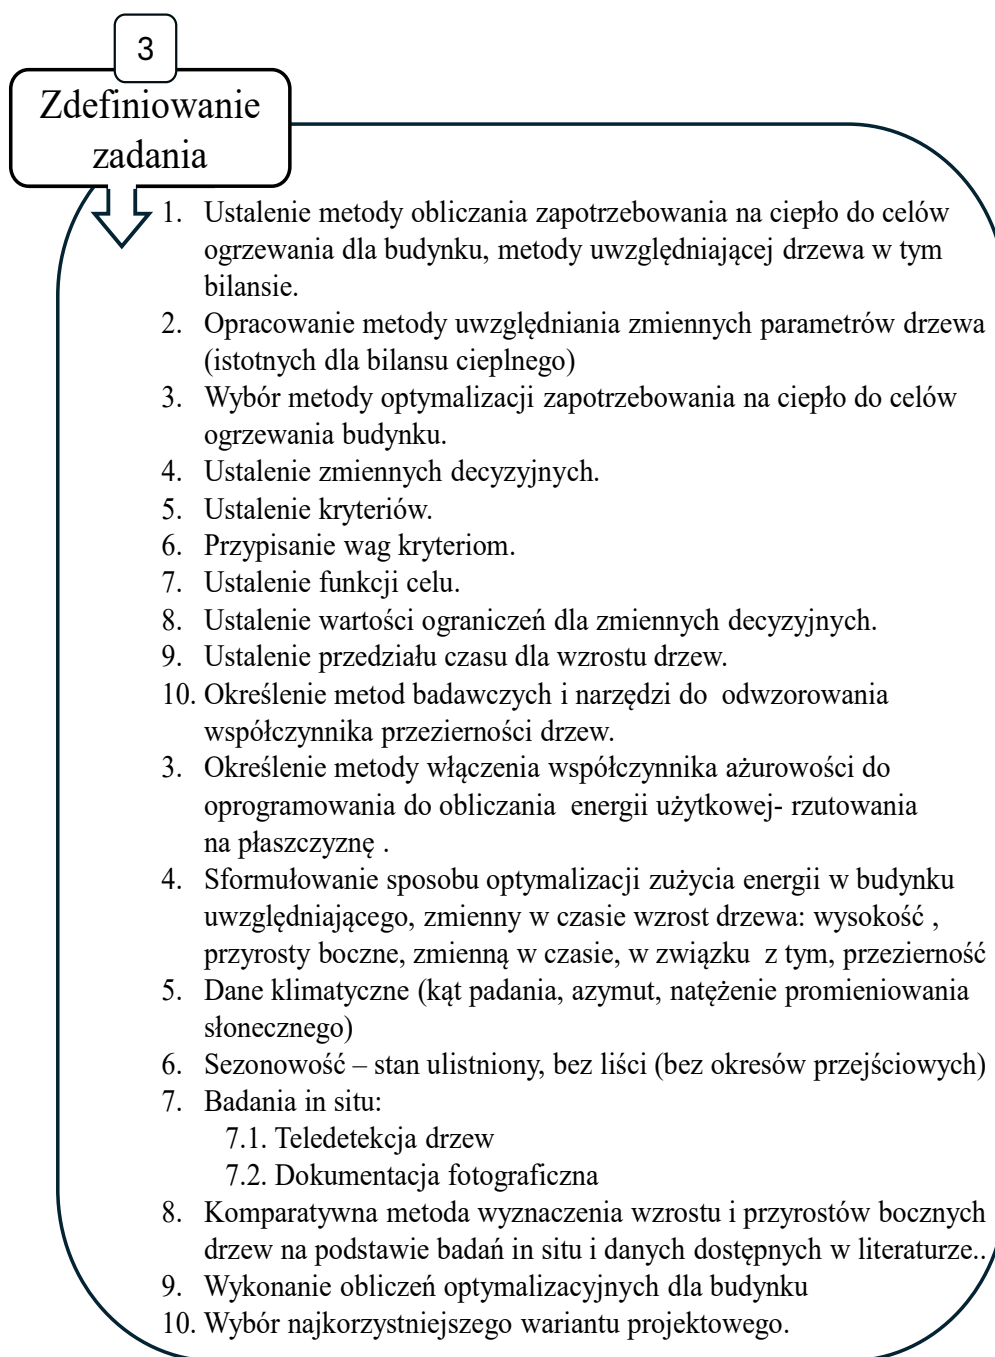 3
Zdefiniowanie
zadania
1. Ustalenie metody obliczania zapotrzebowania na ciepło do celów
ogrzewania dla budynku, metody uwzględniającej drzewa w tym
bilansie.
2. Opracowanie metody uwzględniania zmiennych parametrów drzewa
(istotnych dla bilansu cieplnego)
3. Wybór metody optymalizacji zapotrzebowania na ciepło do celów
ogrzewania budynku.
4. Ustalenie zmiennych decyzyjnych.
5. Ustalenie kryteriów.
6. Przypisanie wag kryteriom.
7. Ustalenie funkcji celu.
8. Ustalenie wartości ograniczeń dla zmiennych decyzyjnych.
9. Ustalenie przedziału czasu dla wzrostu drzew.
10. Określenie metod badawczych i narzędzi do odwzorowania
współczynnika przezierności drzew.
3. Określenie metody włączenia współczynnika ażurowości do
oprogramowania do obliczania energii użytkowej- rzutowania
na płaszczyznę .
4. Sformułowanie sposobu optymalizacji zużycia energii w budynku
uwzględniającego, zmienny w czasie wzrost drzewa: wysokość ,
przyrosty boczne, zmienną w czasie, w związku z tym, przezierność
5. Dane klimatyczne (kąt padania, azymut, natężenie promieniowania
słonecznego)
6. Sezonowość – stan ulistniony, bez liści (bez okresów przejściowych)
7. Badania in situ:
7.1. Teledetekcja drzew
7.2. Dokumentacja fotograficzna
8. Komparatywna metoda wyznaczenia wzrostu i przyrostów bocznych
drzew na podstawie badań in situ i danych dostępnych w literaturze..
9. Wykonanie obliczeń optymalizacyjnych dla budynku
10. Wybór najkorzystniejszego wariantu projektowego.